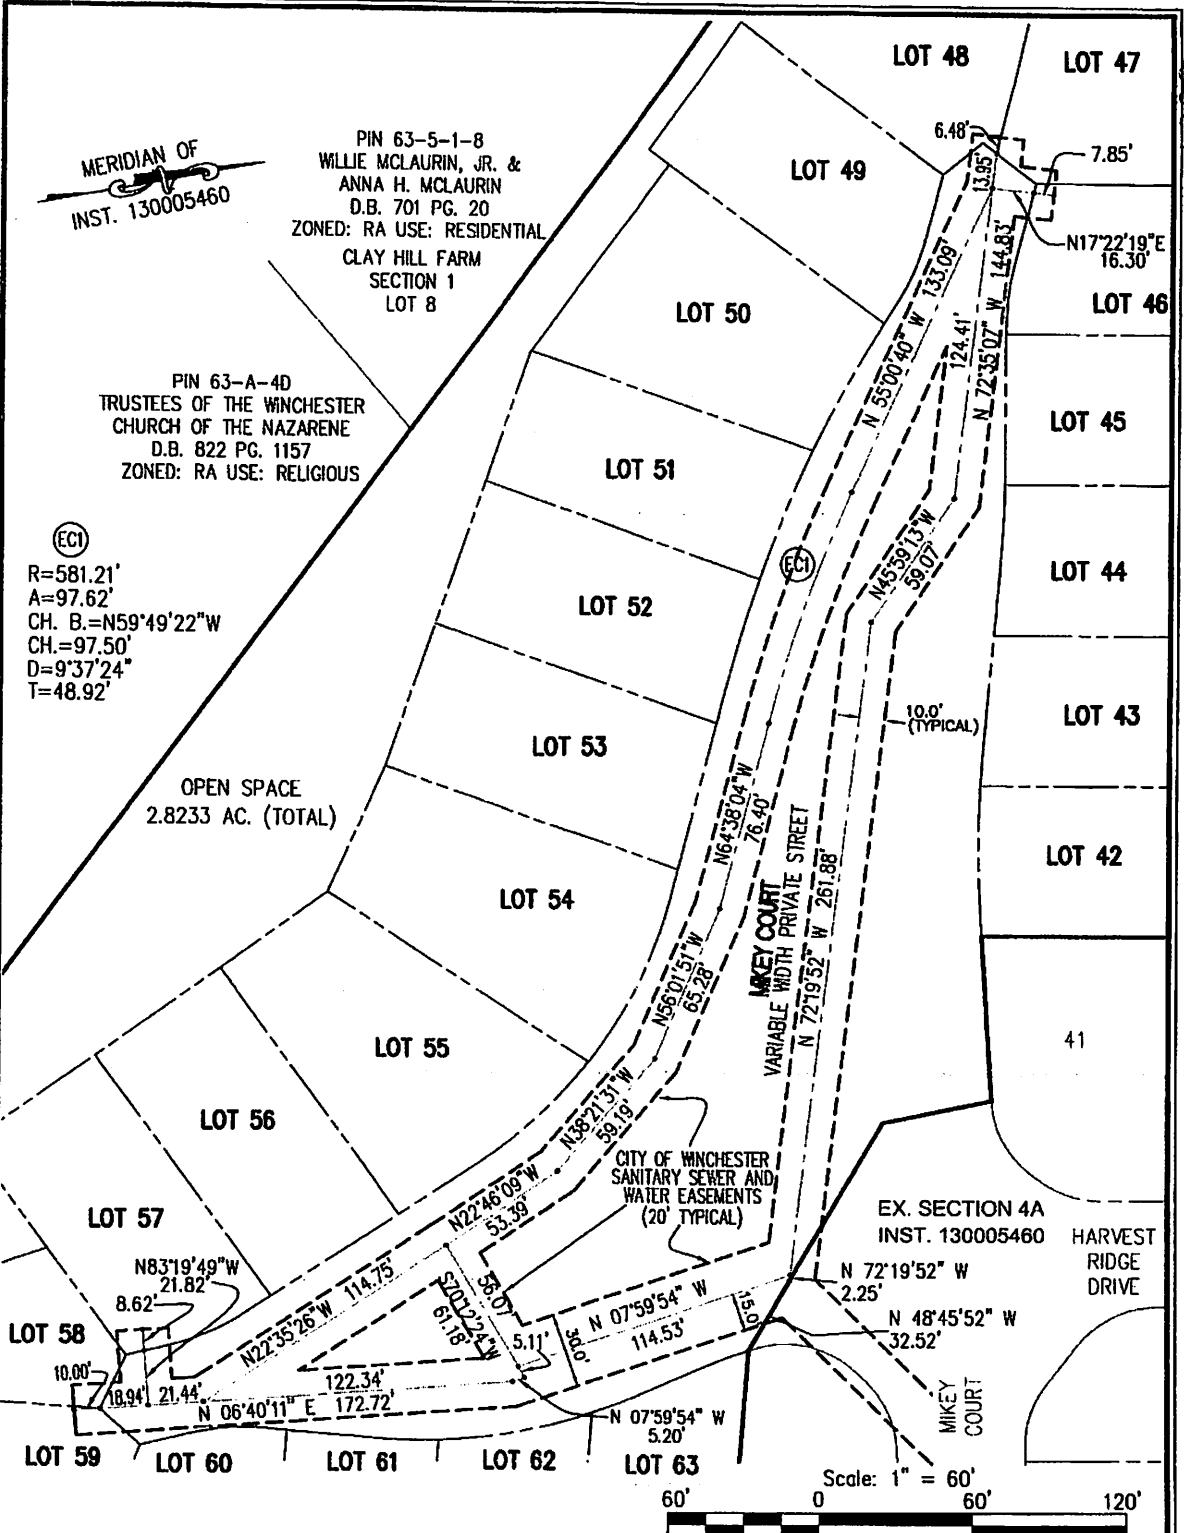 LOT 48
LOT 47
6.48'
7.85'
13.95'
MERIDIAN OF
INST. 130005460
PIN 63-5-1-8
WILLIE MCLAURIN, JR. &
ANNA H. MCLAURIN
D.B. 701 PG. 20
ZONED: RA USE: RESIDENTIAL
CLAY HILL FARM
SECTION 1
LOT 8
LOT 49
N17°22'19"E
16.30'
LOT 46
LOT 50
N 55°00'40" W 133.09'
124.41'
N 72°35'07" W 144.83'
PIN 63-A-4D
TRUSTEES OF THE WINCHESTER
CHURCH OF THE NAZARENE
D.B. 822 PG. 1157
ZONED: RA USE: RELIGIOUS
LOT 45
LOT 51
EC1
R=581.21'
A=97.62'
CH. B.=N59°49'22"W
CH.=97.50'
D=9°37'24"
T=48.92'
EC1
N45°59'13"W
59.07'
LOT 44
LOT 52
10.0'
(TYPICAL)
LOT 43
LOT 53
OPEN SPACE
2.8233 AC. (TOTAL)
N64°38'04"W
76.40'
MIKEY COURT
VARIABLE WIDTH PRIVATE STREET
N 72°19'52" W 261.88'
LOT 42
LOT 54
N56°01'51"W
65.28'
41
LOT 55
N38°21'31"W
59.19'
LOT 56
CITY OF WINCHESTER
SANITARY SEWER AND
WATER EASEMENTS
(20' TYPICAL)
N22°46'09"W
53.39'
EX. SECTION 4A
INST. 130005460
HARVEST
RIDGE
DRIVE
LOT 57
N83°19'49"W
21.82'
8.62'
N22°35'26"W 114.75'
56.07'
S70°12'24"W
61.18'
5.11'
30.0'
N 07°59'54" W
114.53'
15.0'
N 72°19'52" W
2.25'
N 48°45'52" W
32.52'
LOT 58
10.00'
18.94'
21.44'
122.34'
N 06°40'11" E 172.72'
N 07°59'54" W
5.20'
MIKEY
COURT
LOT 59
LOT 60
LOT 61
LOT 62
LOT 63
Scale: 1" = 60'
60'
0
60'
120'